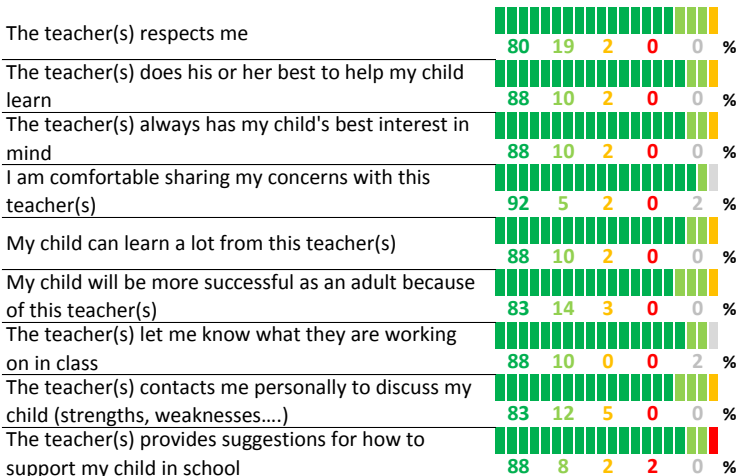 The teacher(s) respects me
80 19 2 0 0 %
The teacher(s) does his or her best to help my child
learn
88 10 2 0 0 %
The teacher(s) always has my child's best interest in
mind
88 10 2 0 0 %
I am comfortable sharing my concerns with this
teacher(s)
92 5 2 0 2 %
My child can learn a lot from this teacher(s)
88 10 2 0 0 %
My child will be more successful as an adult because
of this teacher(s)
83 14 3 0 0 %
The teacher(s) let me know what they are working
on in class
88 10 0 0 2 %
The teacher(s) contacts me personally to discuss my
child (strengths, weaknesses….)
83 12 5 0 0 %
The teacher(s) provides suggestions for how to
support my child in school
88 8 2 2 0 %